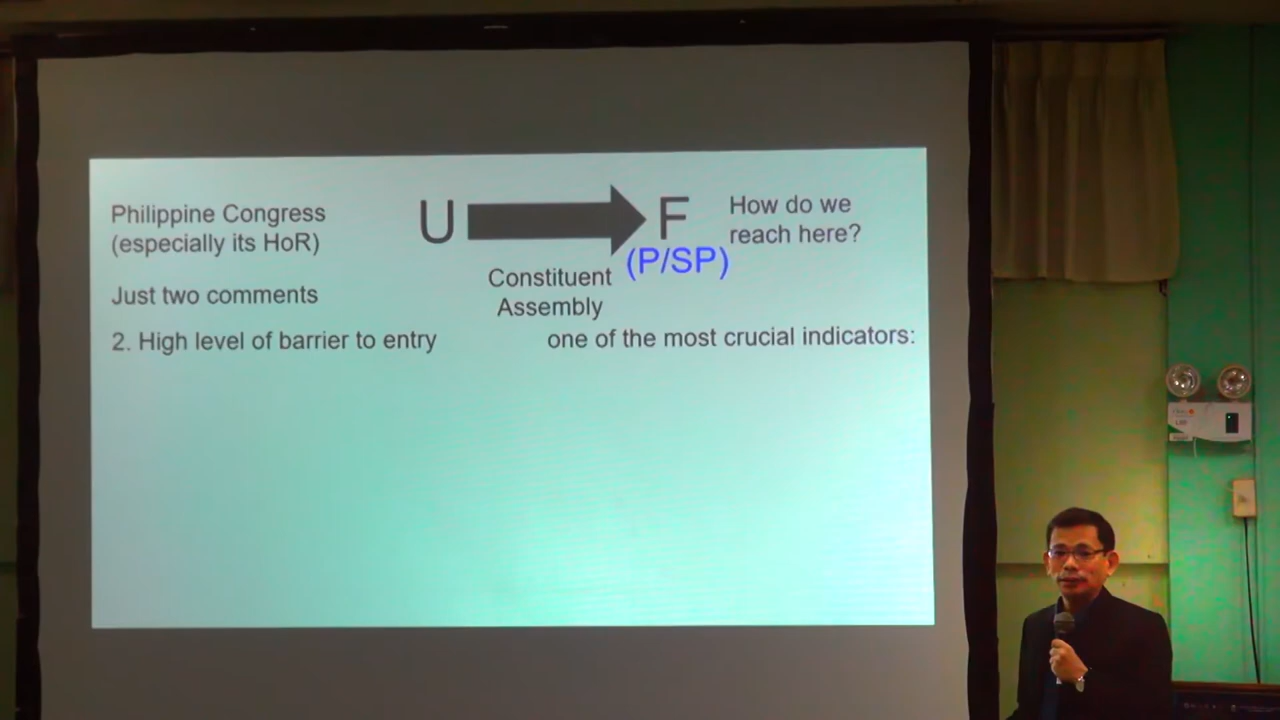 Philippine Congress
(especially its HoR)
U
F
(P/SP)
How do we
reach here?
Constituent
Assembly
Just two comments
2. High level of barrier to entry
one of the most crucial indicators: